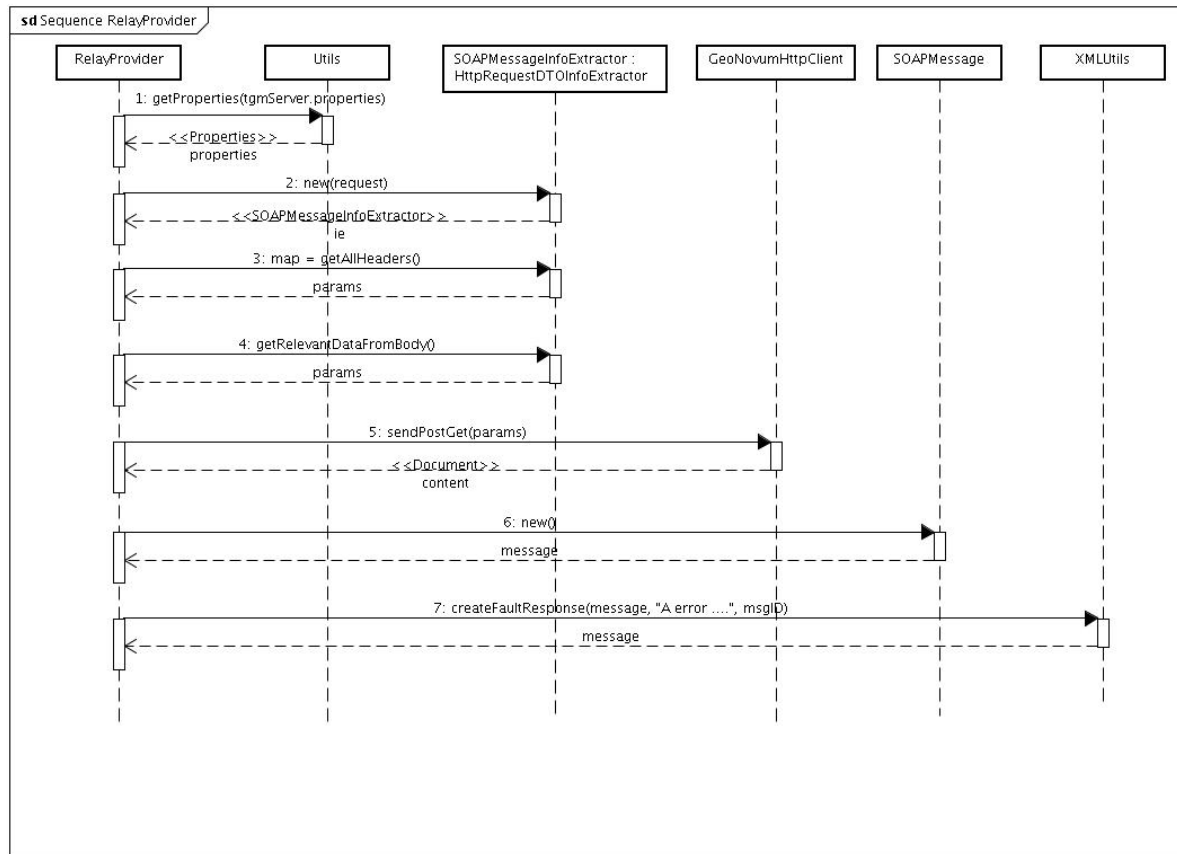 sd Sequence RelayProvider
RelayProvider
Utils
SOAPMessageInfoExtractor :
HttpRequestDTOInfoExtractor
GeoNovumHttpClient
SOAPMessage
XMLUtils
1: getProperties(tgmServer.properties)
<<Properties>>
properties
2: new(request)
<<SOAPMessageInfoExtractor>>
ie
3: map = getAllHeaders()
params
4: getRelevantDataFromBody()
params
5: sendPostGet(params)
<<Document>>
content
6: new()
message
7: createFaultResponse(message, "A error ....", msgID)
message